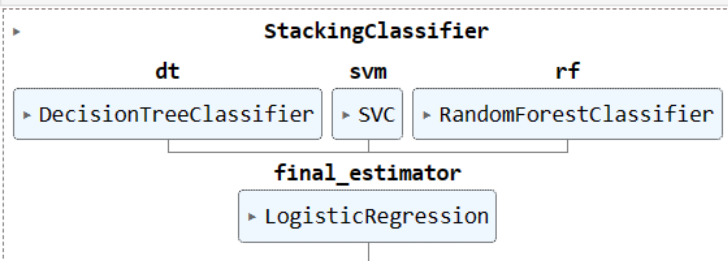 StackingClassifier
dt svm rf
DecisionTreeClassifier SVC RandomForestClassifier
final_estimator
LogisticRegression